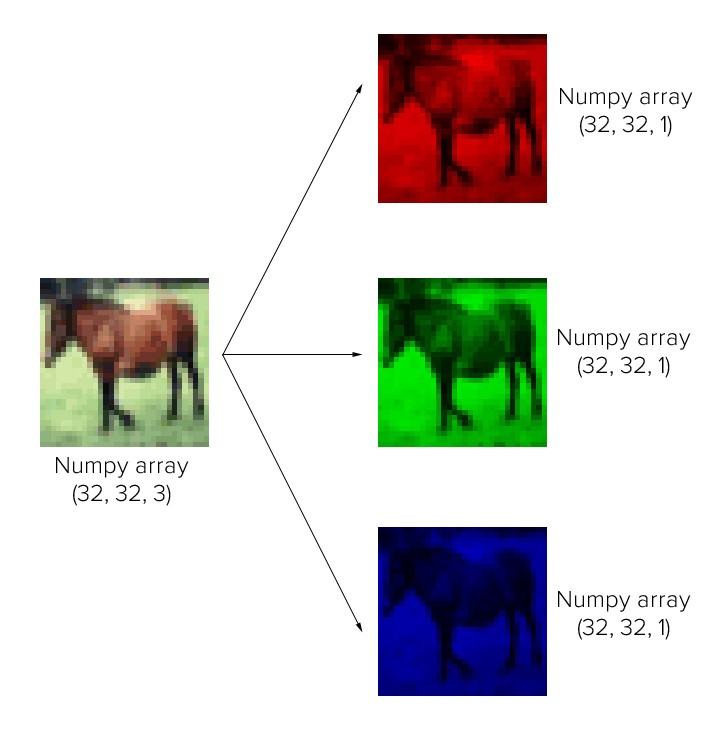 Numpy array
(32, 32, 1)
Numpy array
(32, 32, 1)
Numpy array
(32, 32, 3)
Numpy array
(32, 32, 1)